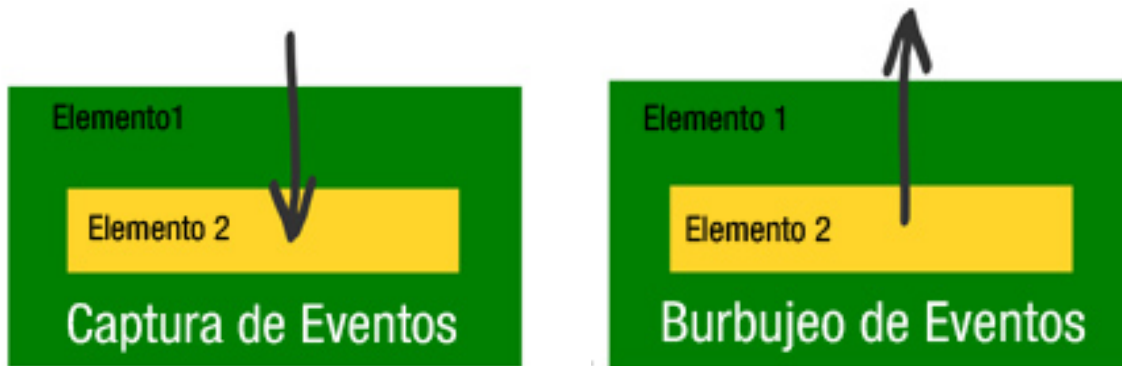 Elemento1
Elemento 2
Captura de Eventos
Elemento 1
Elemento 2
Burbujeo de Eventos